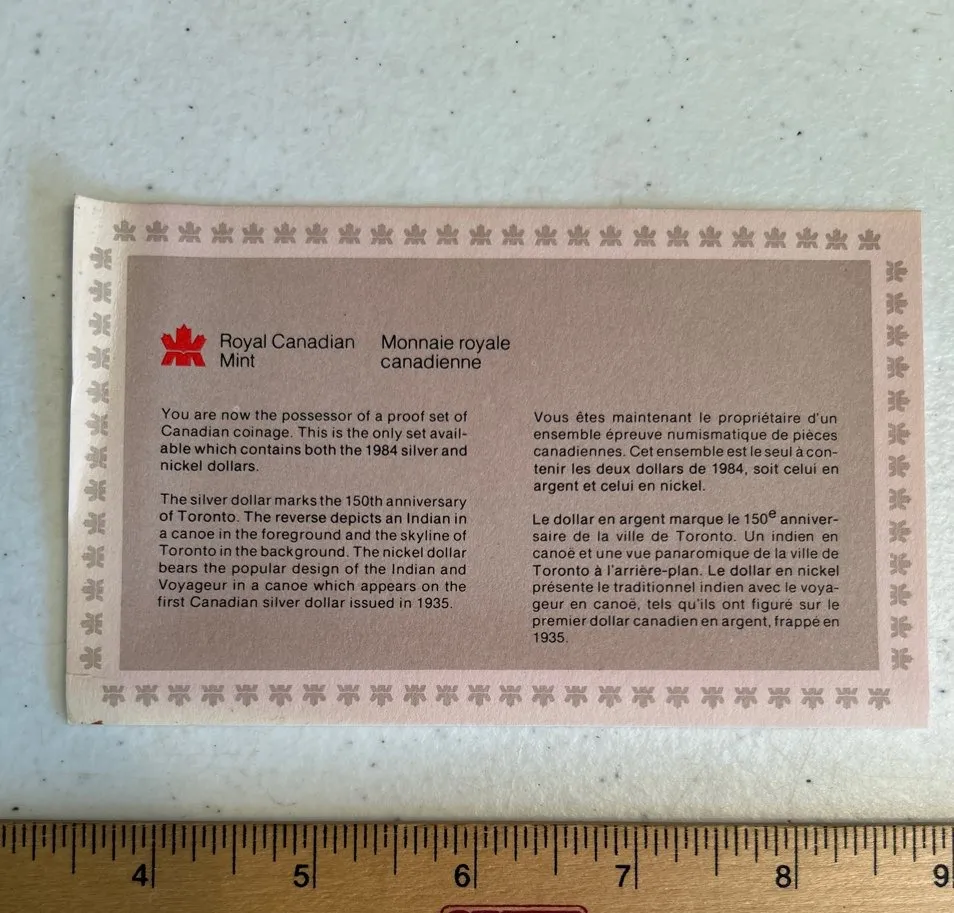 Royal Canadian
Mint
Monnaie royale
canadienne
You are now the possessor of a proof set of
Canadian coinage. This is the only set avail-
able which contains both the 1984 silver and
nickel dollars.
The silver dollar marks the 150th anniversary
of Toronto. The reverse depicts an Indian in
a canoe in the foreground and the skyline of
Toronto in the background. The nickel dollar
bears the popular design of the Indian and
Voyageur in a canoe which appears on the
first Canadian silver dollar issued in 1935.
Vous êtes maintenant le propriétaire d'un
ensemble épreuve numismatique de pièces
canadiennes. Cet ensemble est le seul à con-
tenir les deux dollars de 1984, soit celui en
argent et celui en nickel.
Le dollar en argent marque le 150e anniver-
saire de la ville de Toronto. Un indien en
canoë et une vue panaromique de la ville de
Toronto à l'arrière-plan. Le dollar en nickel
présente le traditionnel indien avec le voya-
geur en canoë, tels qu'ils ont figuré sur le
premier dollar canadien en argent, frappé en
1935.
4 5 6 7 8 9